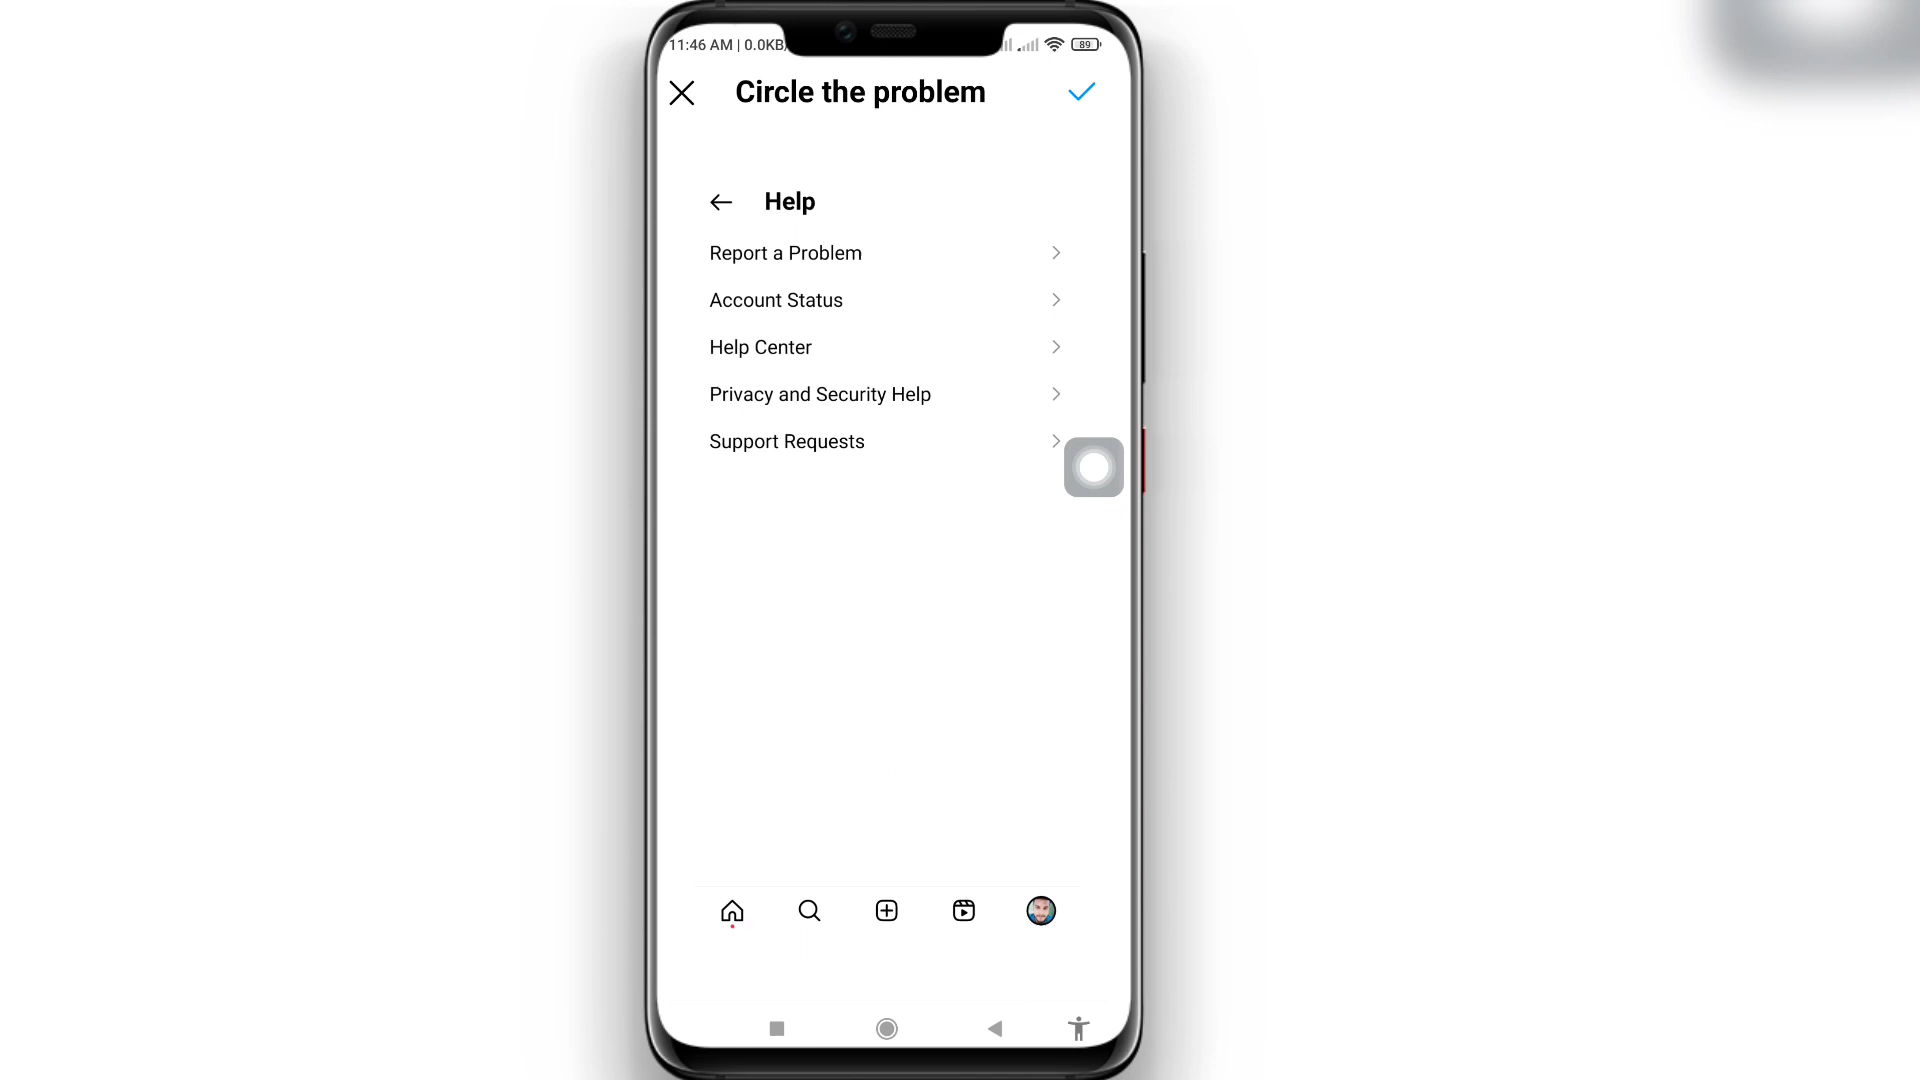 11:46 AM | 0.0KB/
89
Circle the problem
Help
Report a Problem
Account Status
Help Center
Privacy and Security Help
Support Requests